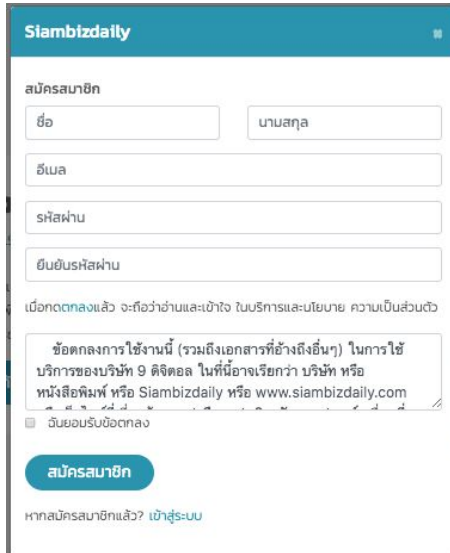 Siambizdaily
สมัครสมาชิก
ชื่อ นามสกุล
อีเมล
รหัสผ่าน
ยืนยันรหัสผ่าน
เมื่อกดตกลงแล้ว จะถือว่าอ่านและเข้าใจ ในบริการและนโยบาย ความเป็นส่วนตัว
ข้อตกลงการใช้งานนี้ (รวมถึงเอกสารที่อ้างถึงอื่นๆ) ในการใช้
บริการของบริษัท 9 ดิจิตอล ในที่นี้อาจเรียกว่า บริษัท หรือ
หนังสือพิมพ์ หรือ Siambizdaily หรือ www.siambizdaily.com
ฉันยอมรับข้อตกลง
สมัครสมาชิก
หากสมัครสมาชิกแล้ว? เข้าสู่ระบบ